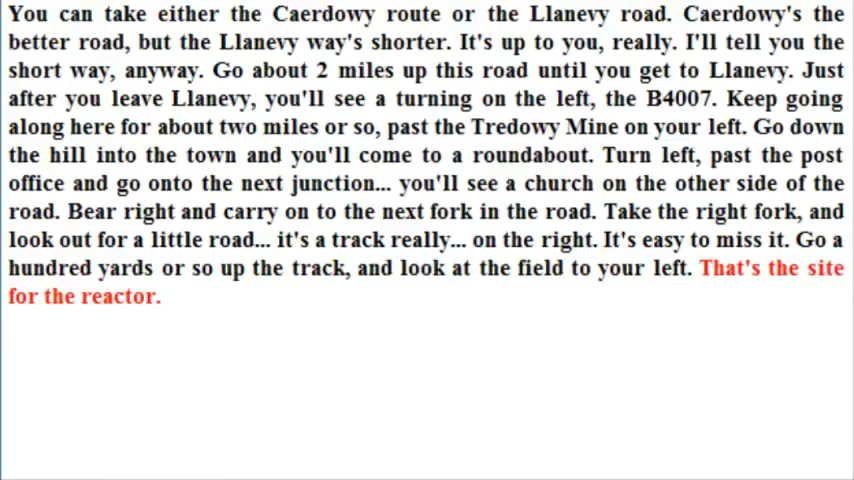 You can take either the Caerdowy route or the Llanevy road. Caerdowy's the
better road, but the Llanevy way's shorter. It's up to you, really. I'll tell you the
short way, anyway. Go about 2 miles up this road until you get to Llanevy. Just
after you leave Llanevy, you'll see a turning on the left, the B4007. Keep going
along here for about two miles or so, past the Tredowy Mine on your left. Go down
the hill into the town and you'll come to a roundabout. Turn left, past the post
office and go onto the next junction... you'll see a church on the other side of the
road. Bear right and carry on to the next fork in the road. Take the right fork, and
look out for a little road... it's a track really... on the right. It's easy to miss it. Go a
hundred yards or so up the track, and look at the field to your left. That's the site
for the reactor.